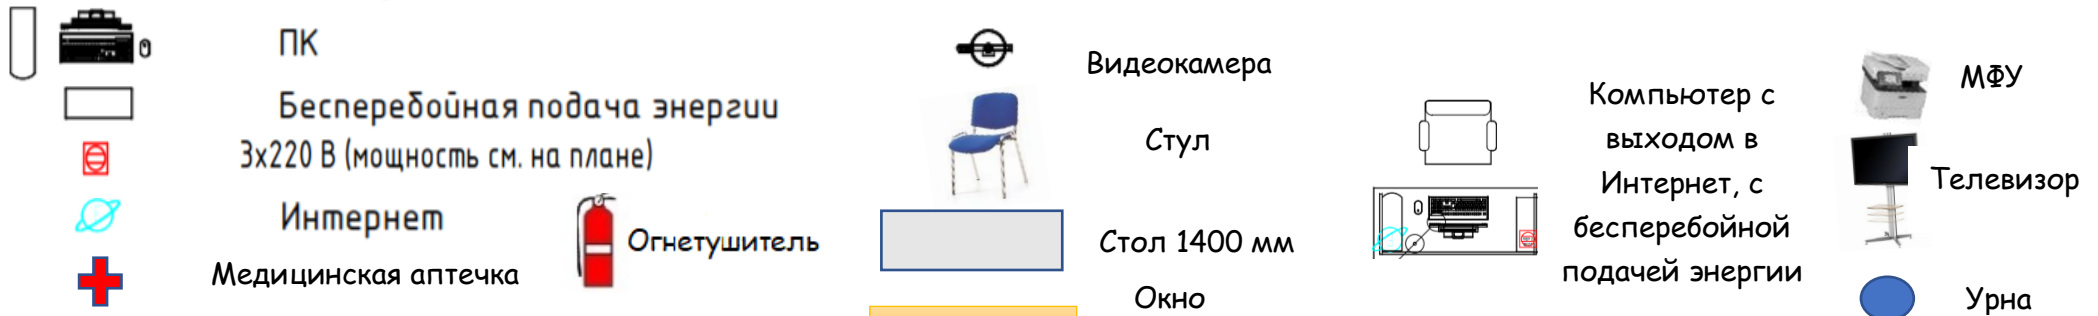 ПК
Бесперебойная подача энергии
3х220 В (мощность см. на плане)
Интернет
Огнетушитель
Медицинская аптечка
Видеокамера
Стул
Стол 1400 мм
Окно
Компьютер с
выходом в
Интернет, с
бесперебойной
подачей энергии
МФУ
Телевизор
Урна